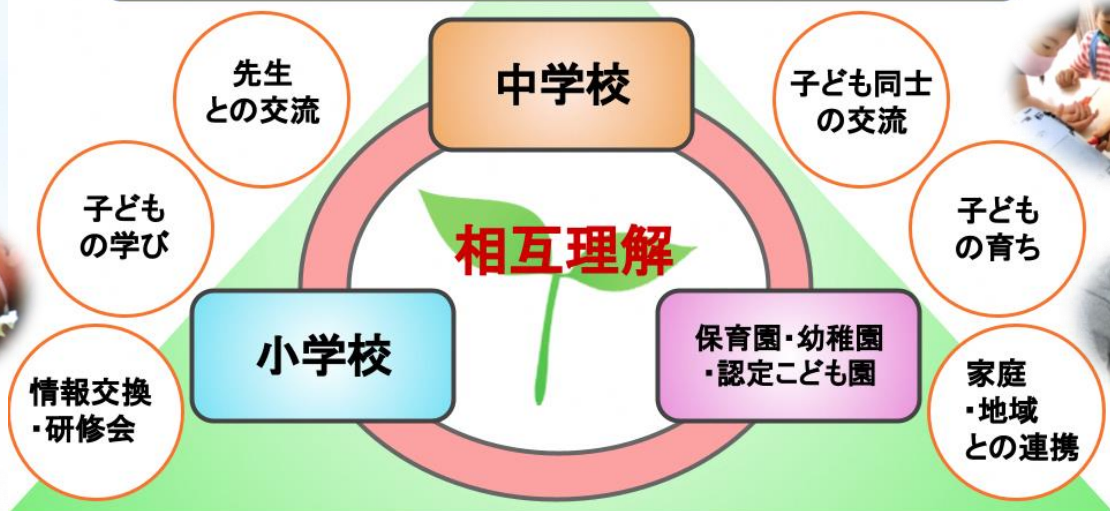 中学校
先生
との交流
子ども同士
の交流
子ども
の学び
子ども
の育ち
相互理解
小学校
保育園・幼稚園
・認定こども園
情報交換
・研修会
家庭
・地域
との連携